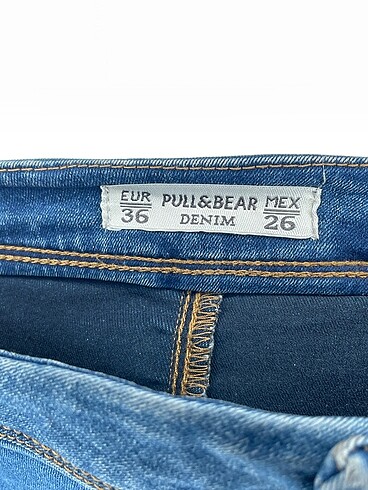 EUR 36 PULL&BEAR DENIM MEX 26